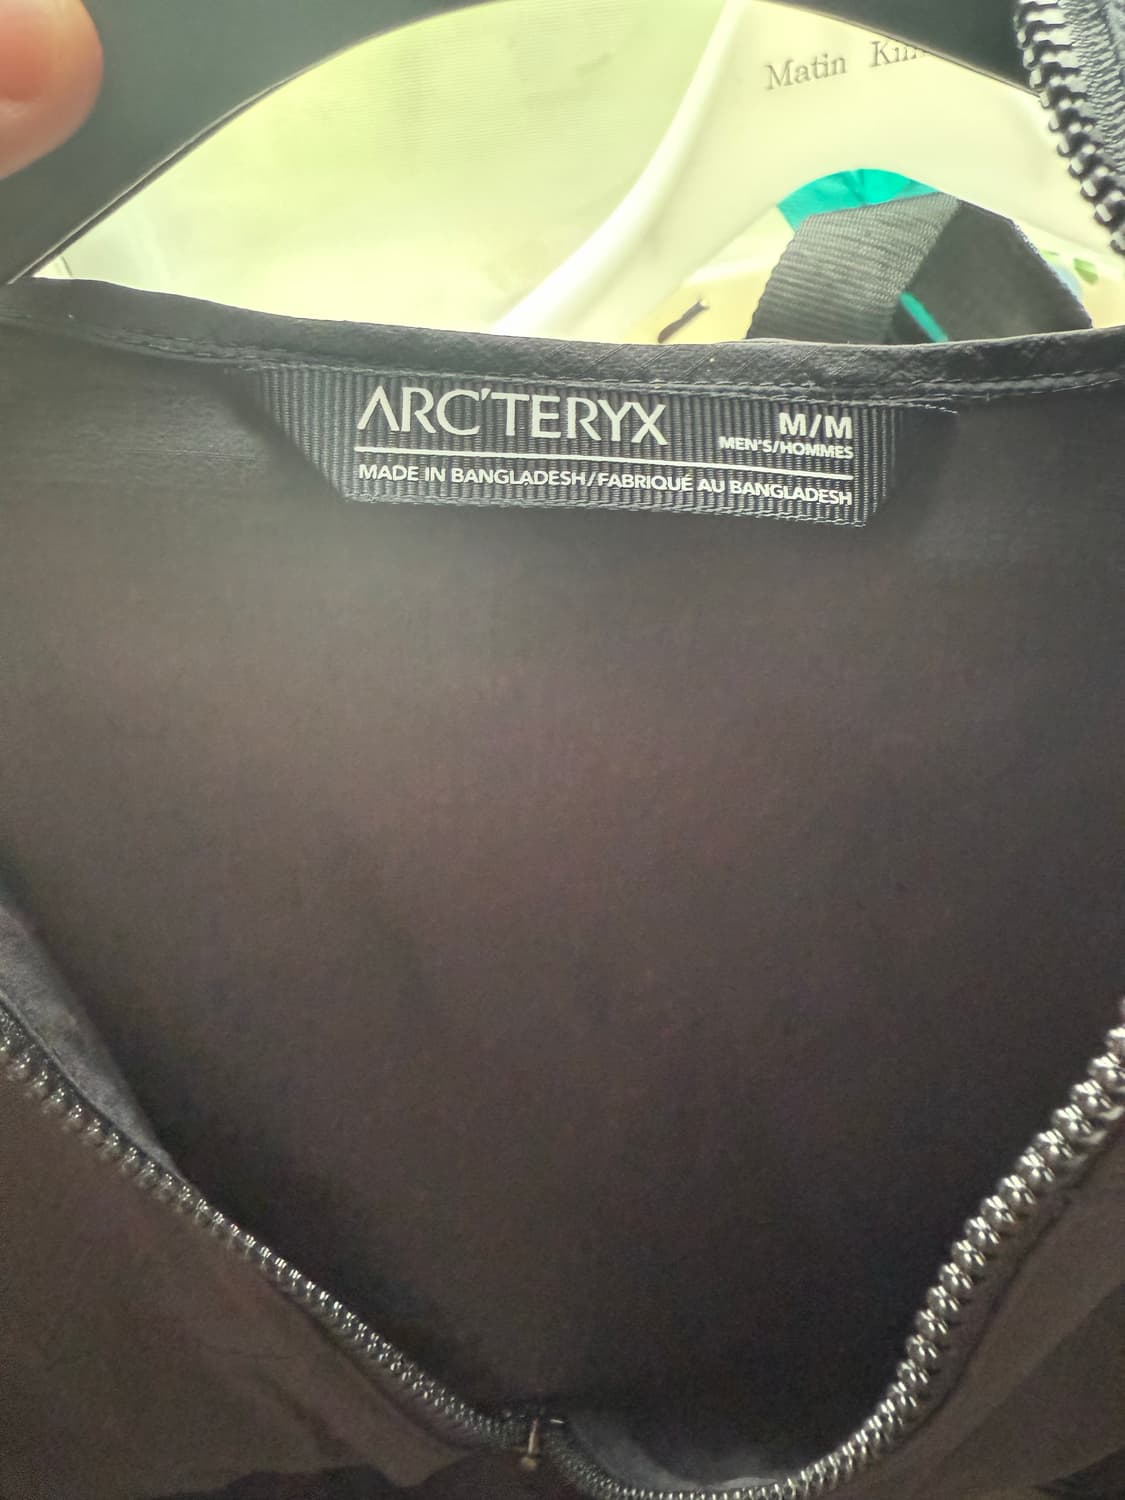 Matin
ARC'TERYX
M/M
MEN'S/HOMMES
MADE IN BANGLADESH/FABRIQUÉ AU BANGLADESH